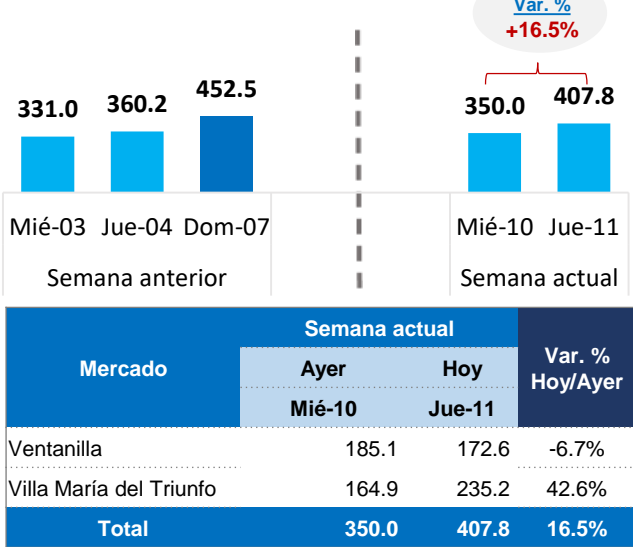 Var. %
+16.5%
331.0 360.2 452.5 350.0 407.8
Mié-03 Jue-04 Dom-07 Mié-10 Jue-11
Semana anterior Semana actual
Mercado Semana actual Var. % Hoy/Ayer
Ayer Hoy
Mié-10 Jue-11
Ventanilla 185.1 172.6 -6.7%
Villa María del Triunfo 164.9 235.2 42.6%
Total 350.0 407.8 16.5%